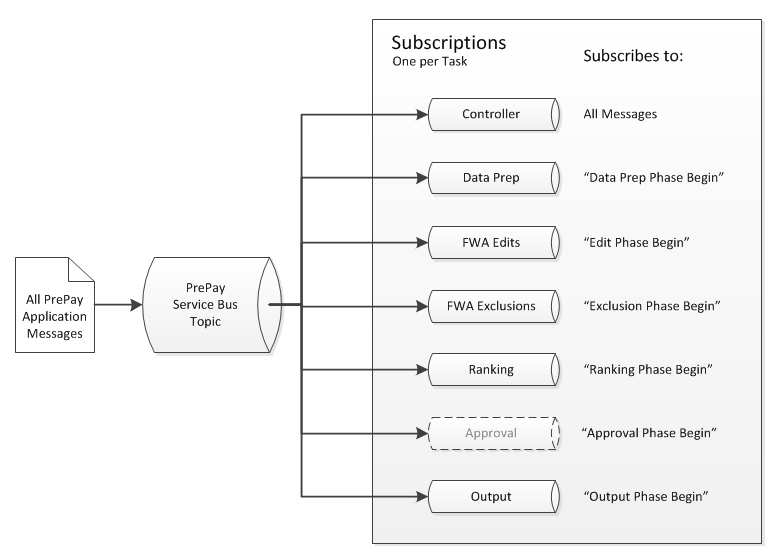 Subscriptions
One per Task
Subscribes to:
Controller
All Messages
Data Prep
“Data Prep Phase Begin”
FWA Edits
“Edit Phase Begin”
All PrePay
Application
Messages
PrePay
Service Bus
Topic
FWA Exclusions
“Exclusion Phase Begin”
Ranking
“Ranking Phase Begin”
Approval
“Approval Phase Begin”
Output
“Output Phase Begin”